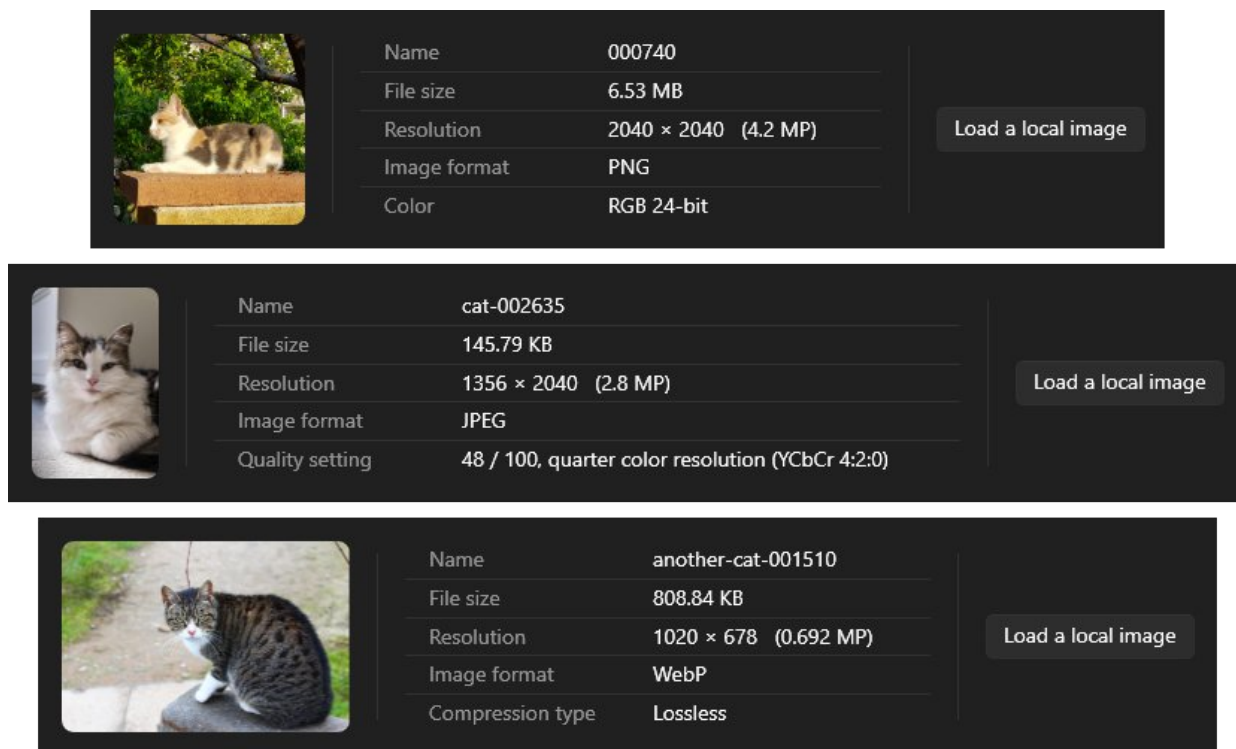 Name 000740
File size 6.53 MB
Resolution 2040 × 2040 (4.2 MP)
Load a local image
Image format PNG
Color RGB 24-bit
Name cat-002635
File size 145.79 KB
Resolution 1356 × 2040 (2.8 MP)
Load a local image
Image format JPEG
Quality setting 48 / 100, quarter color resolution (YCbCr 4:2:0)
Name another-cat-001510
File size 808.84 KB
Resolution 1020 × 678 (0.692 MP)
Load a local image
Image format WebP
Compression type Lossless